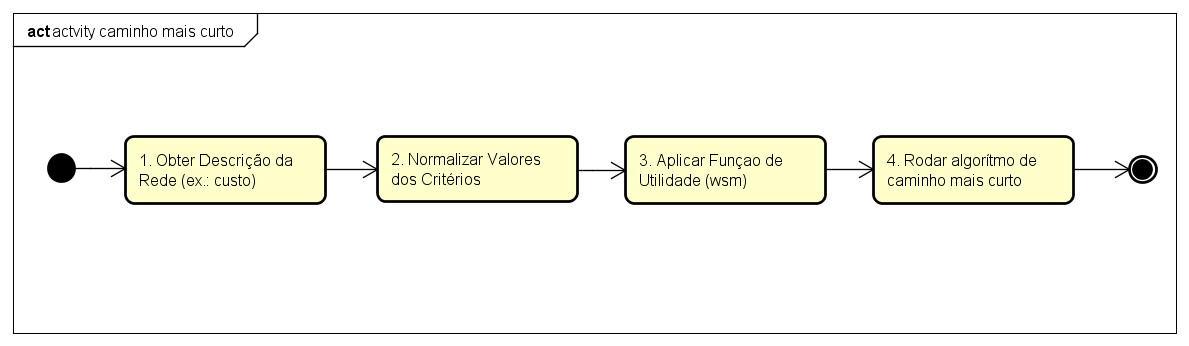 act actvity caminho mais curto
1. Obter Descrição da
Rede (ex.: custo)
2. Normalizar Valores
dos Critérios
3. Aplicar Funçao de
Utilidade (wsm)
4. Rodar algorítmo de
caminho mais curto